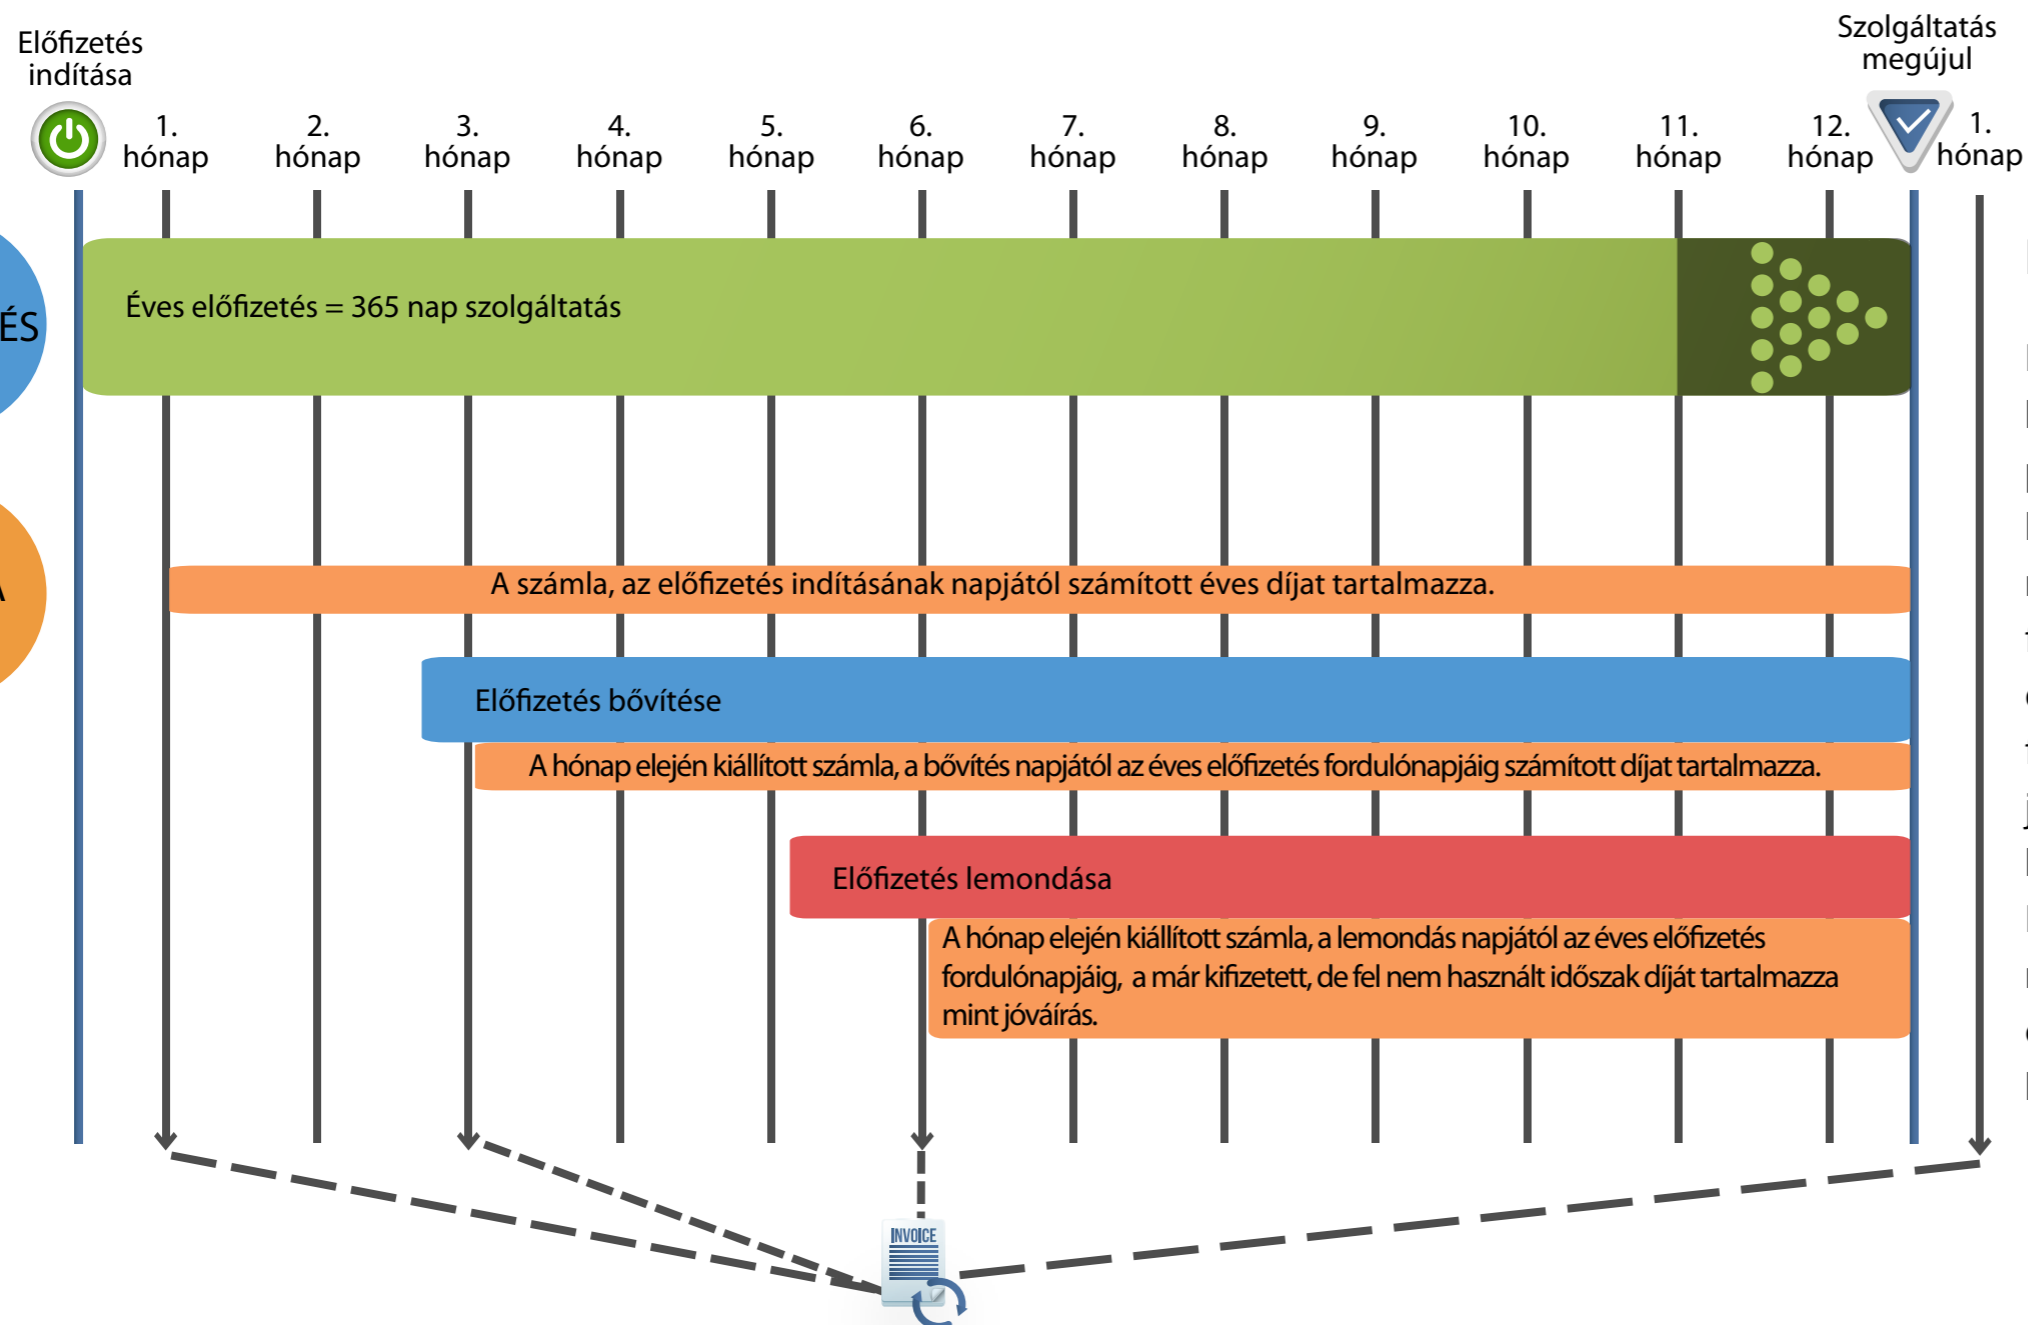 Előfizetés
indítása
Szolgáltatás
megújul
1.
hónap
2.
hónap
3.
hónap
4.
hónap
5.
hónap
6.
hónap
7.
hónap
8.
hónap
9.
hónap
10.
hónap
11.
hónap
12.
hónap
1.
hónap
ÉS
Éves előfizetés = 365 nap szolgáltatás
A számla, az előfizetés indításának napjától számított éves díjat tartalmazza.
Előfizetés bővítése
A hónap elején kiállított számla, a bővítés napjától az éves előfizetés fordulónapjáig számított díjat tartalmazza.
Előfizetés lemondása
A hónap elején kiállított számla, a lemondás napjától az éves előfizetés
fordulónapjáig, a már kifizetett, de fel nem használt időszak díját tartalmazza
mint jóváírás.
INVOICE